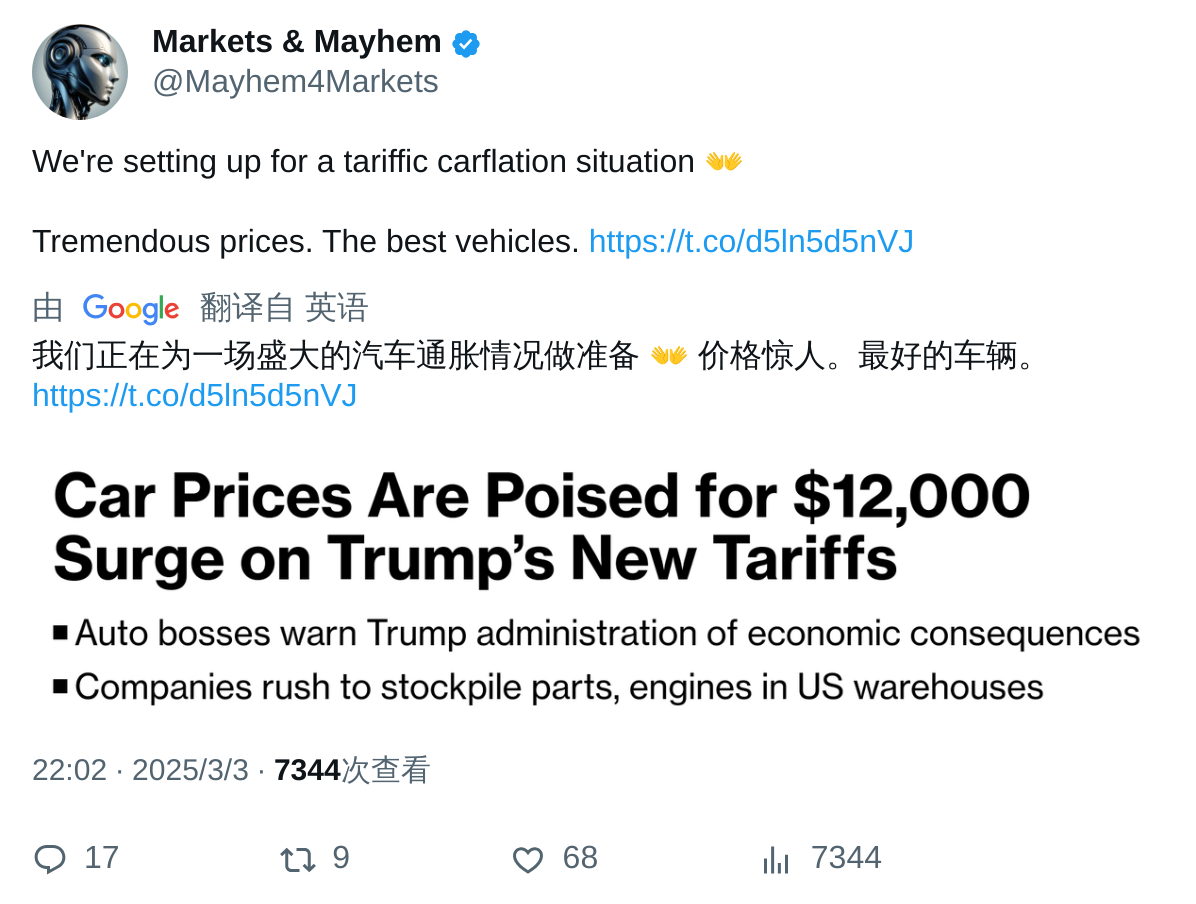 Markets & Mayhem
@Mayhem4Markets
We're setting up for a tariffic carflation situation 👐
Tremendous prices. The best vehicles. https://t.co/d5ln5d5nVJ
由 Google 翻译自 英语
我们正在为一场盛大的汽车通胀情况做准备 👐 价格惊人。最好的车辆。
https://t.co/d5ln5d5nVJ
Car Prices Are Poised for $12,000
Surge on Trump’s New Tariffs
■ Auto bosses warn Trump administration of economic consequences
■ Companies rush to stockpile parts, engines in US warehouses
22:02 · 2025/3/3 · 7344次查看
17 9 68 7344